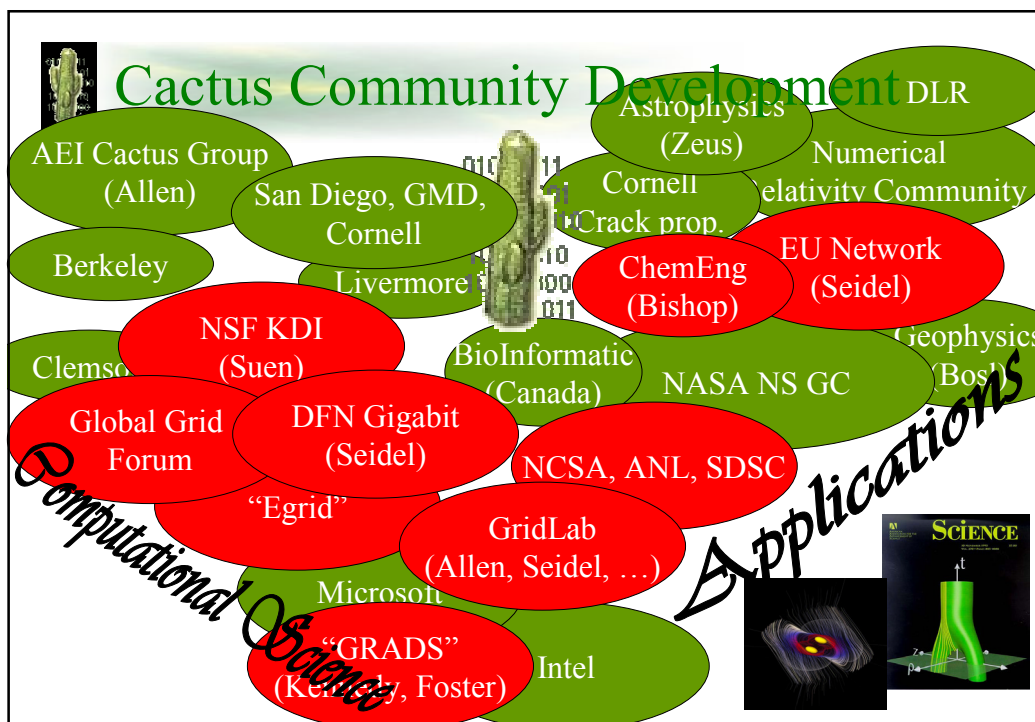 Cactus Community Development
AEI Cactus Group
(Allen)
San Diego, GMD,
Cornell
Berkeley
Livermore
Astrophysics
(Zeus)
DLR
Numerical
elativity Community
Cornell
Crack prop.
ChemEng
(Bishop)
EU Network
(Seidel)
NSF KDI
(Suen)
Clemso
BioInformatic
(Canada)
NASA NS GC
Geophysics
(Bosl)
Global Grid
Forum
DFN Gigabit
(Seidel)
NCSA, ANL, SDSC
“Egrid”
GridLab
(Allen, Seidel, …)
Microsoft
“GRADS”
(Kennedy, Foster)
Intel
Computational Science
Applications
SCIENCE
t
z
ρ